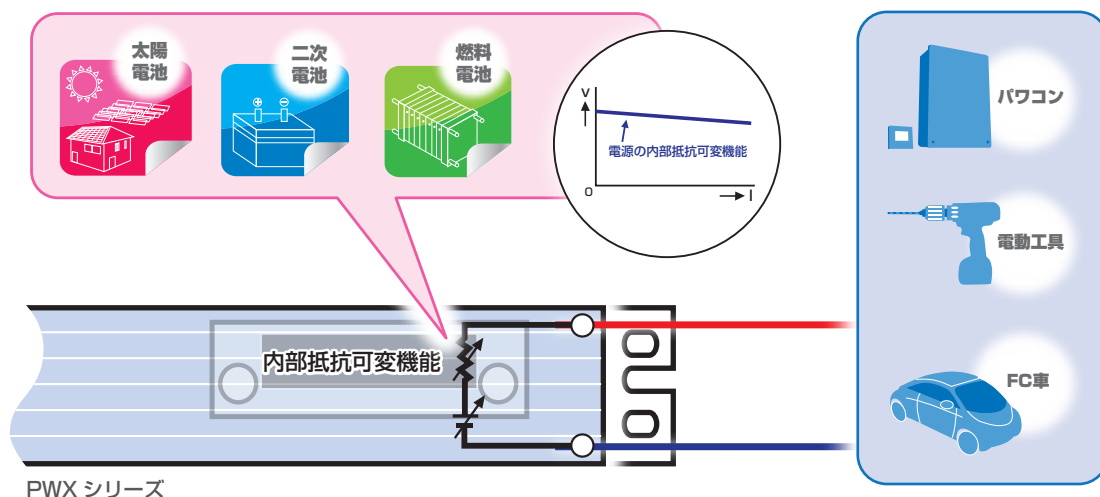 太陽
電池
二次
電池
燃料
電池
⊕ ⊖
V
電源の内部抵抗可変機能
O
I
パワコン
電動工具
FC車
内部抵抗可変機能
PWX シリーズ